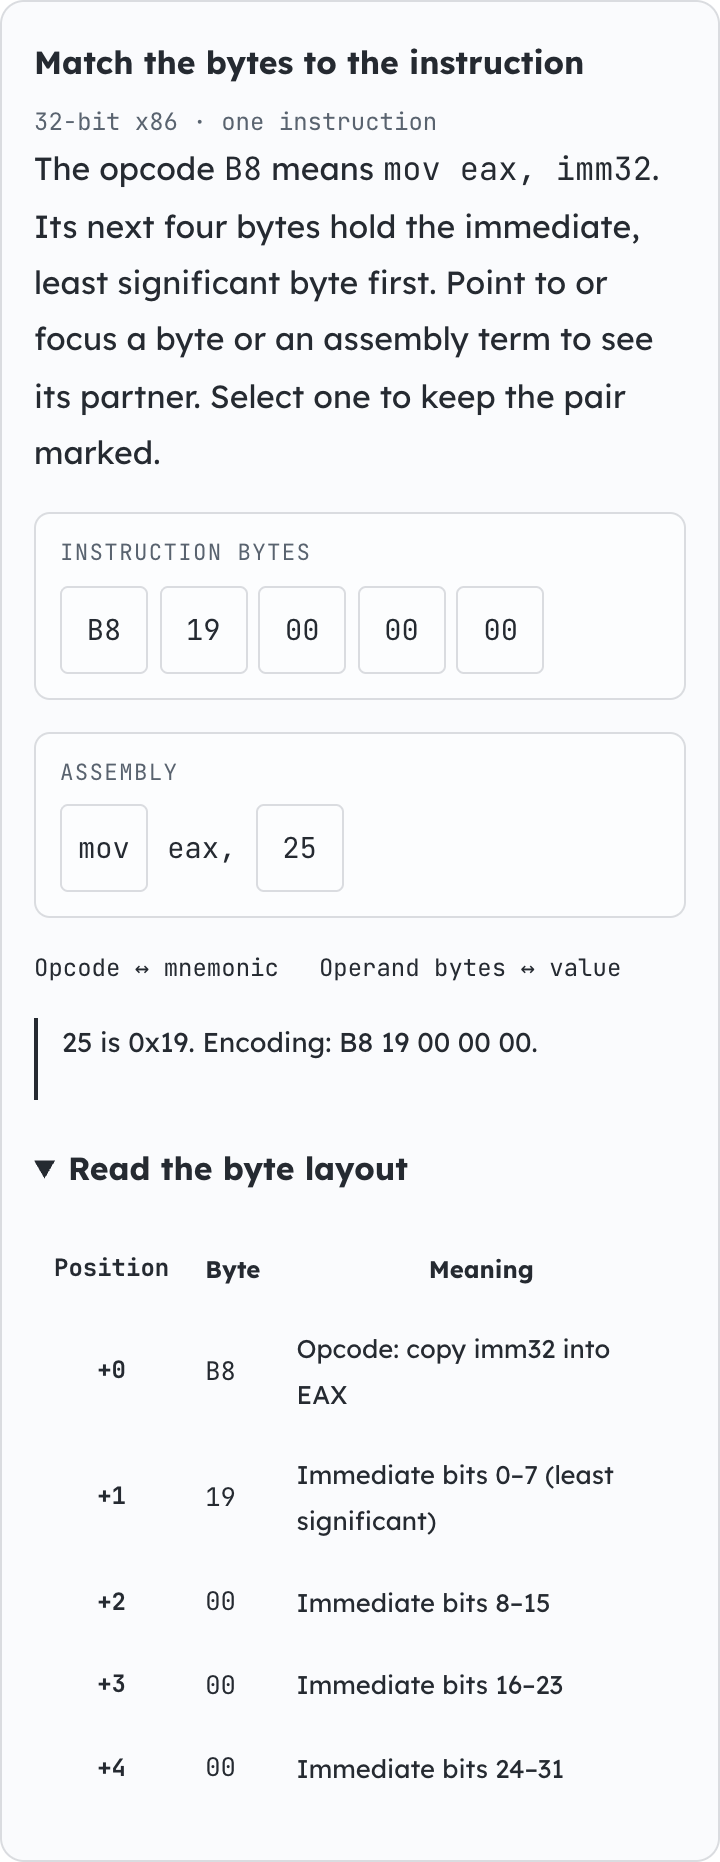 Match the bytes to the instruction
32-bit x86 · one instruction
The opcode B8 means mov eax, imm32.
Its next four bytes hold the immediate,
least significant byte first. Point to or
focus a byte or an assembly term to see
its partner. Select one to keep the pair
marked.
INSTRUCTION BYTES
B8 19 00 00 00
ASSEMBLY
mov eax, 25
Opcode ↔ mnemonic Operand bytes ↔ value
25 is 0x19. Encoding: B8 19 00 00 00.
▼ Read the byte layout
Position Byte Meaning
+0 B8 Opcode: copy imm32 into
EAX
+1 19 Immediate bits 0–7 (least
significant)
+2 00 Immediate bits 8–15
+3 00 Immediate bits 16–23
+4 00 Immediate bits 24–31